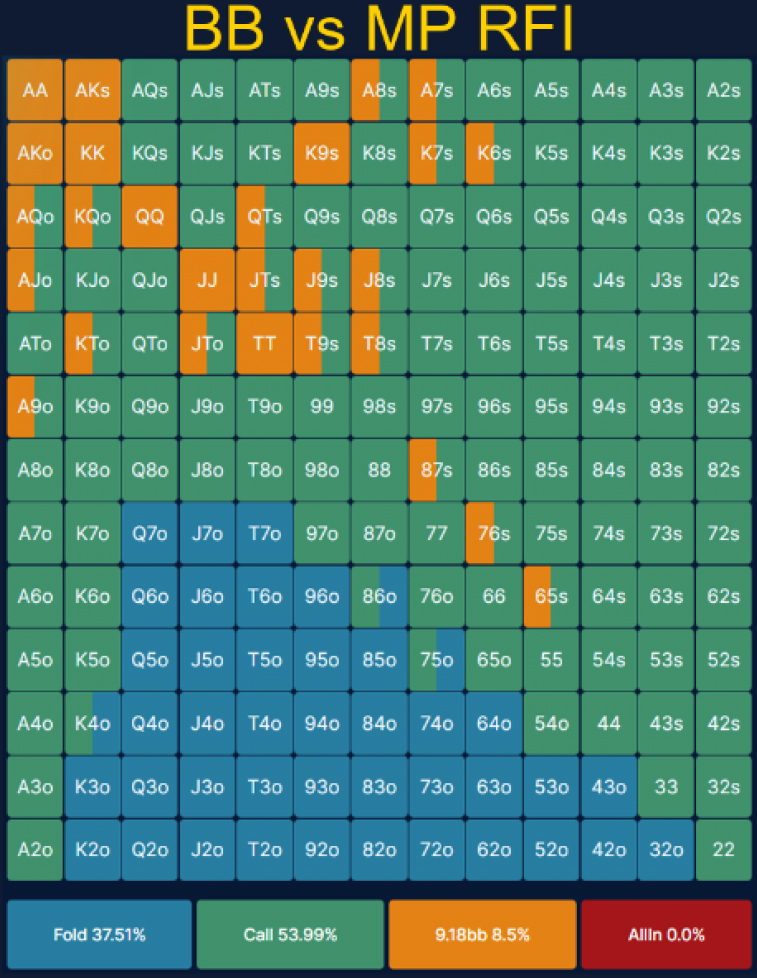 BB vs MP RFI
AA AKs AQs AJs ATs A9s A8s A7s A6s A5s A4s A3s A2s
AKo KK KQs KJs KTs K9s K8s K7s K6s K5s K4s K3s K2s
AQo KQo QQ QJs QTs Q9s Q8s Q7s Q6s Q5s Q4s Q3s Q2s
AJo KJo QJo JJ JTs J9s J8s J7s J6s J5s J4s J3s J2s
ATo KTo QTo JTo TT T9s T8s T7s T6s T5s T4s T3s T2s
A9o K9o Q9o J9o T9o 99 98s 97s 96s 95s 94s 93s 92s
A8o K8o Q8o J8o T8o 98o 88 87s 86s 85s 84s 83s 82s
A7o K7o Q7o J7o T7o 97o 87o 77 76s 75s 74s 73s 72s
A6o K6o Q6o J6o T6o 96o 86o 76o 66 65s 64s 63s 62s
A5o K5o Q5o J5o T5o 95o 85o 75o 65o 55 54s 53s 52s
A4o K4o Q4o J4o T4o 94o 84o 74o 64o 54o 44 43s 42s
A3o K3o Q3o J3o T3o 93o 83o 73o 63o 53o 43o 33 32s
A2o K2o Q2o J2o T2o 92o 82o 72o 62o 52o 42o 32o 22
Fold 37.51% Call 53.99% 9.18bb 8.5% AllIn 0.0%